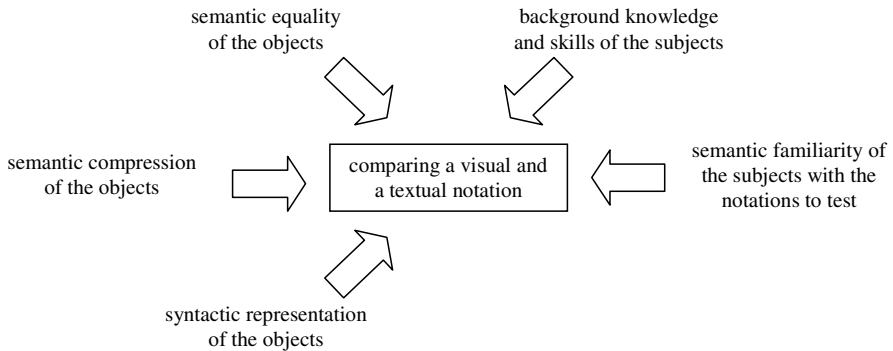 semantic equality
of the objects
background knowledge
and skills of the subjects
semantic compression
of the objects
comparing a visual and
a textual notation
semantic familiarity of
the subjects with the
notations to test
syntactic representation
of the objects